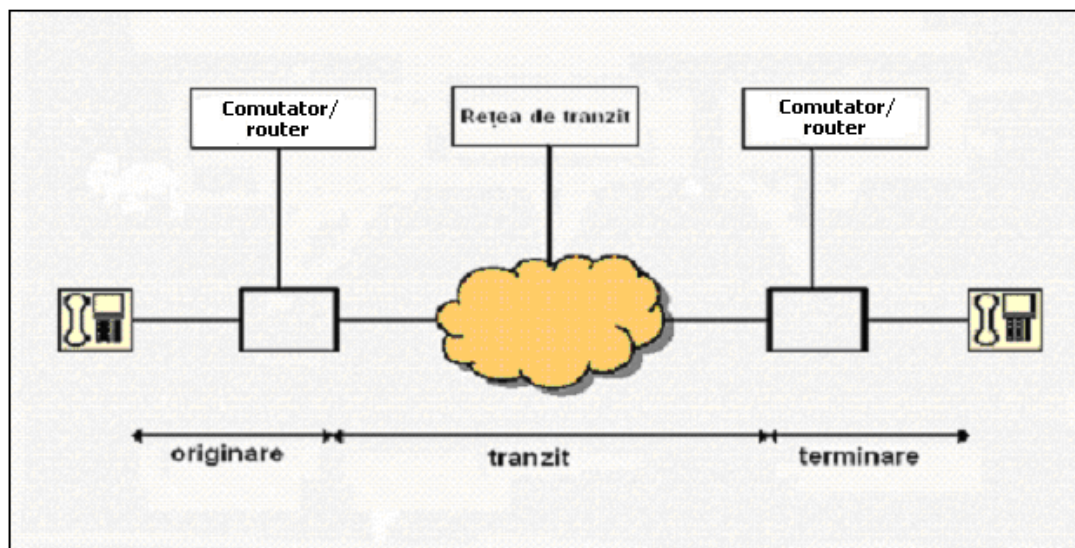 Comutator/
router
Rețea de tranzit
Comutator/
router
originare
tranzit
terminare